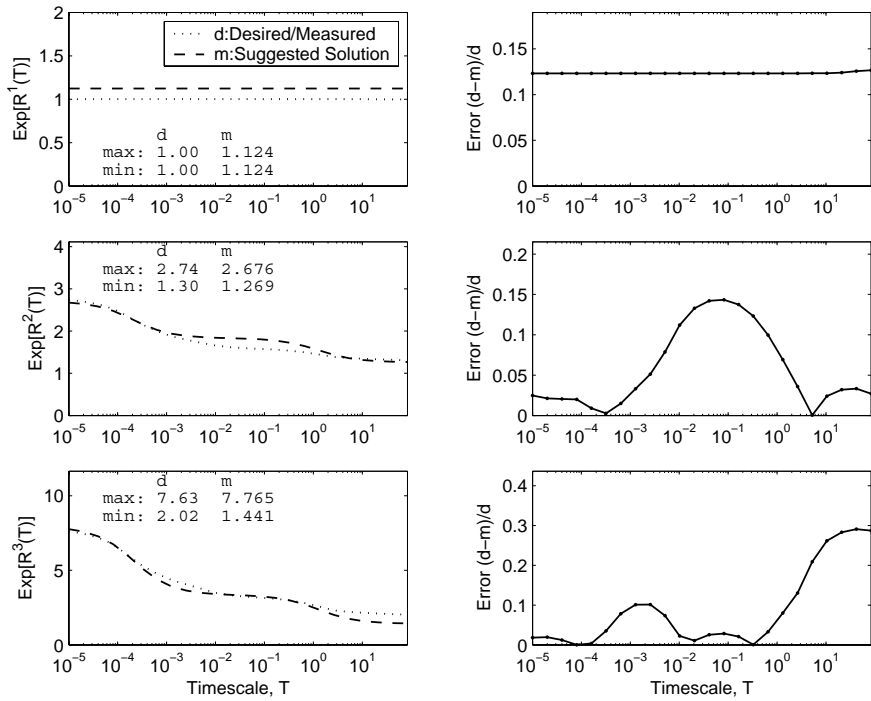 d:Desired/Measured
m:Suggested Solution
Exp[R¹(T)]
2
1.5
1
0.5
0
d m
max: 1.00 1.124
min: 1.00 1.124
10⁻⁵ 10⁻⁴ 10⁻³ 10⁻² 10⁻¹ 10⁰ 10¹
Error (d−m)/d
0.15
0.1
0.05
0
10⁻⁵ 10⁻⁴ 10⁻³ 10⁻² 10⁻¹ 10⁰ 10¹
Exp[R²(T)]
4
3
2
1
0
d m
max: 2.74 2.676
min: 1.30 1.269
10⁻⁵ 10⁻⁴ 10⁻³ 10⁻² 10⁻¹ 10⁰ 10¹
Error (d−m)/d
0.2
0.15
0.1
0.05
0
10⁻⁵ 10⁻⁴ 10⁻³ 10⁻² 10⁻¹ 10⁰ 10¹
Exp[R³(T)]
10
5
0
d m
max: 7.63 7.765
min: 2.02 1.441
10⁻⁵ 10⁻⁴ 10⁻³ 10⁻² 10⁻¹ 10⁰ 10¹
Timescale, T
Error (d−m)/d
0.4
0.3
0.2
0.1
0
10⁻⁵ 10⁻⁴ 10⁻³ 10⁻² 10⁻¹ 10⁰ 10¹
Timescale, T